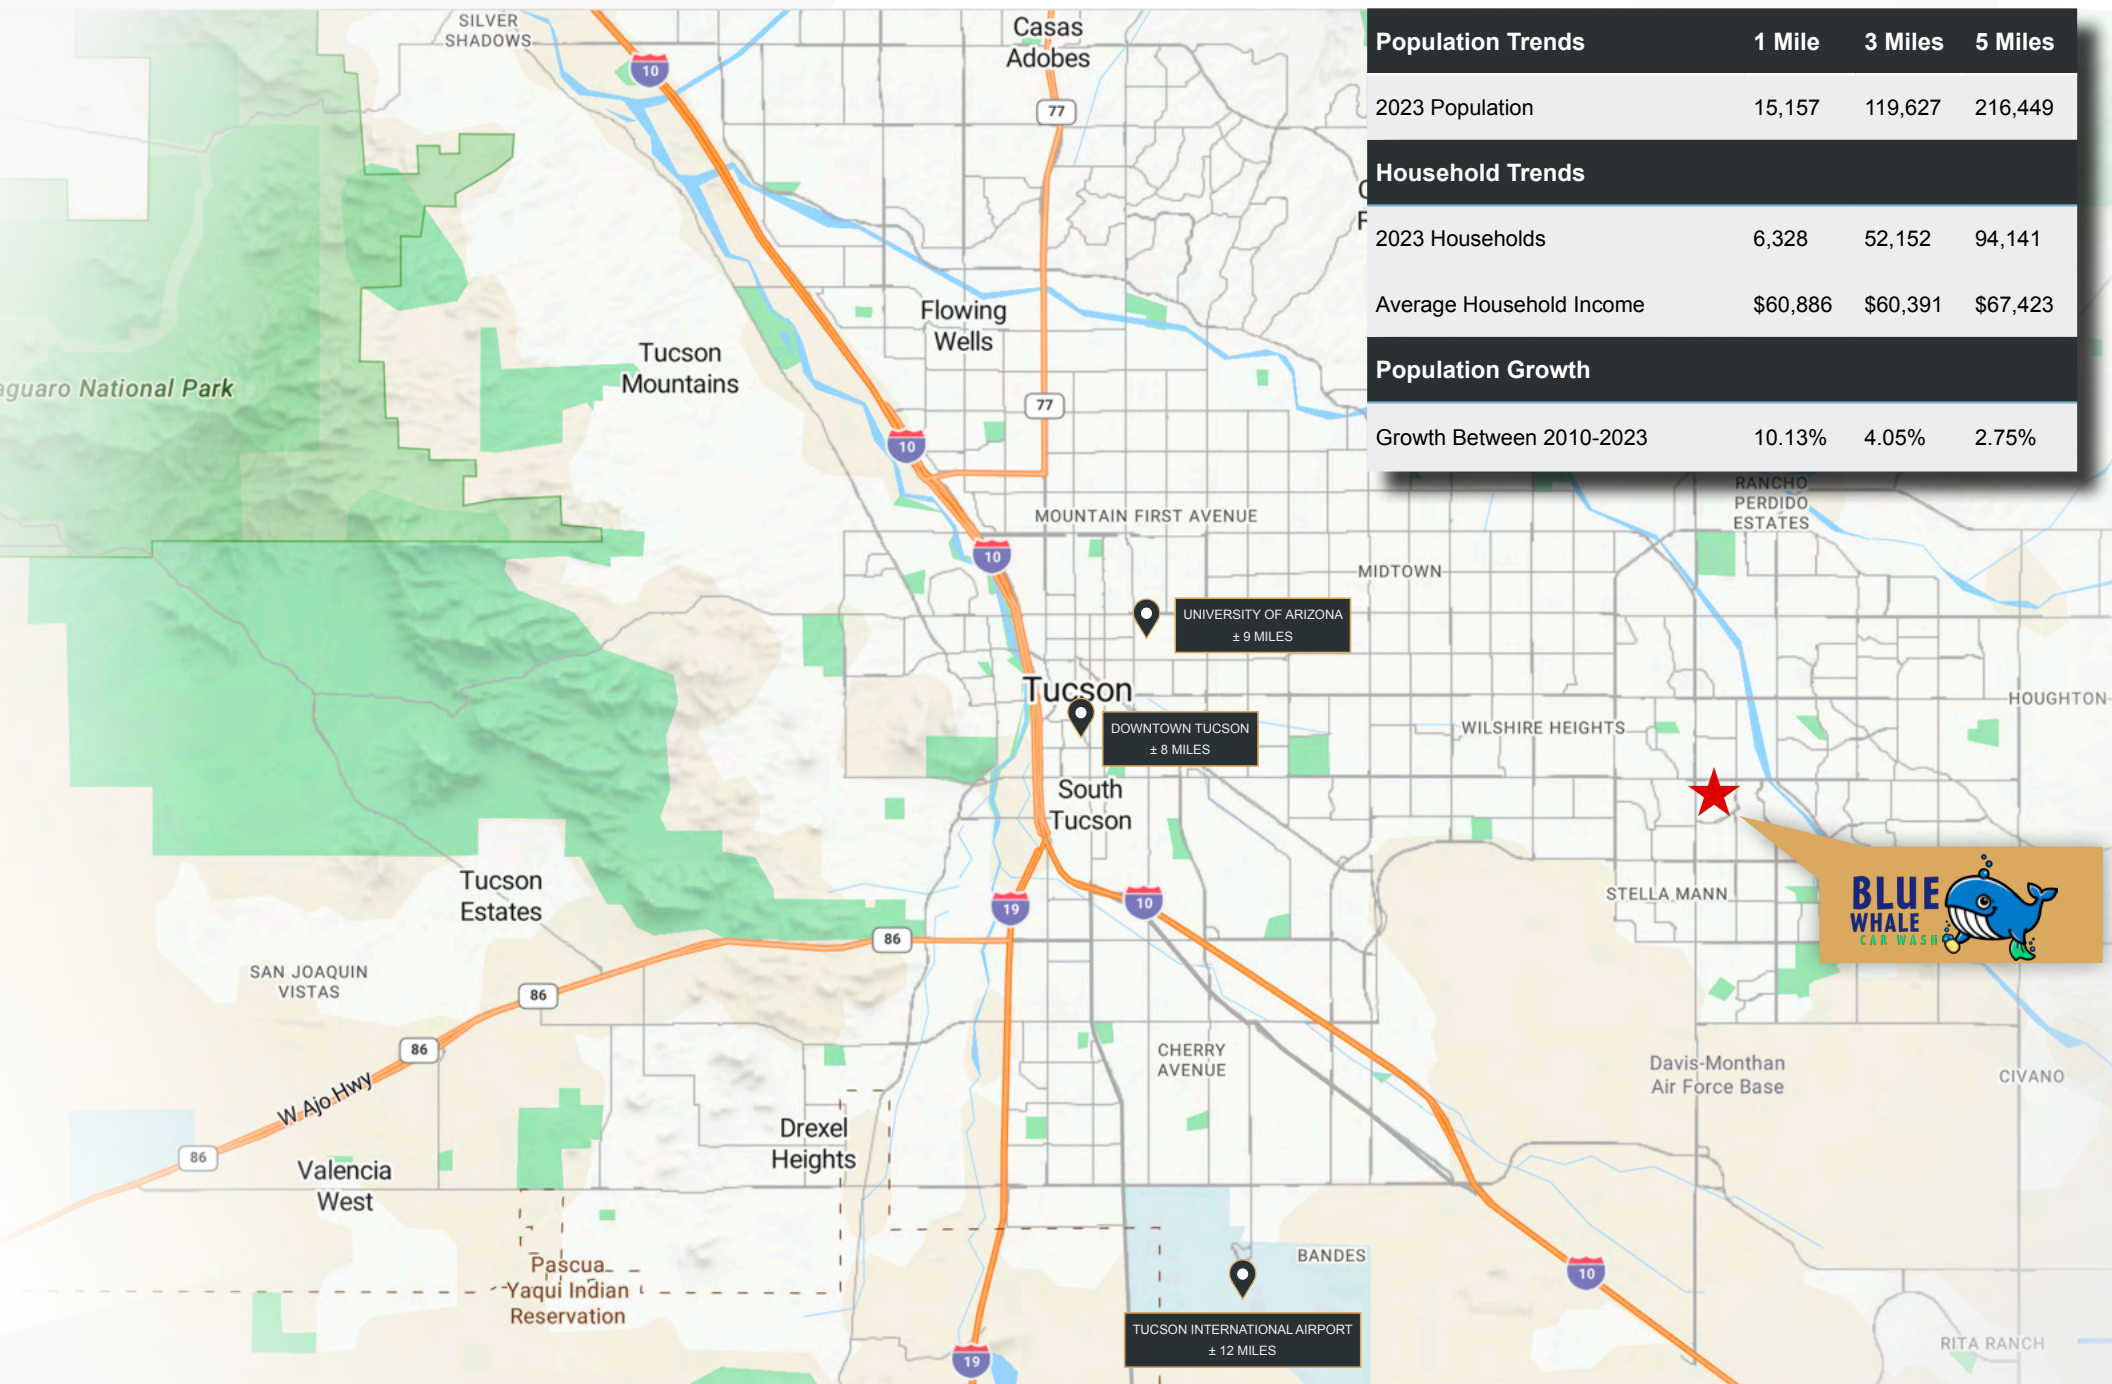 SILVER
SHADOWS
Casas
Adobes
10
77
Population Trends 1 Mile 3 Miles 5 Miles
2023 Population 15,157 119,627 216,449
Household Trends
2023 Households 6,328 52,152 94,141
Average Household Income $60,886 $60,391 $67,423
Population Growth
Growth Between 2010-2023 10.13% 4.05% 2.75%
Flowing
Wells
Tucson
Mountains
aguaro National Park
77
10
RANCHO
PERDIDO
ESTATES
MOUNTAIN FIRST AVENUE
10
MIDTOWN
UNIVERSITY OF ARIZONA
± 9 MILES
Tucson
HOUGHTON
DOWNTOWN TUCSON
± 8 MILES
WILSHIRE HEIGHTS
South
Tucson
Tucson
Estates
STELLA MANN
BLUE
WHALE
CAR WASH
19
10
86
SAN JOAQUIN
VISTAS
86
86
W Ajo Hwy
CHERRY
AVENUE
Davis-Monthan
Air Force Base
CIVANO
Drexel
Heights
86
Valencia
West
Pascua
Yaqui Indian
Reservation
BANDES
10
TUCSON INTERNATIONAL AIRPORT
± 12 MILES
19
RITA RANCH